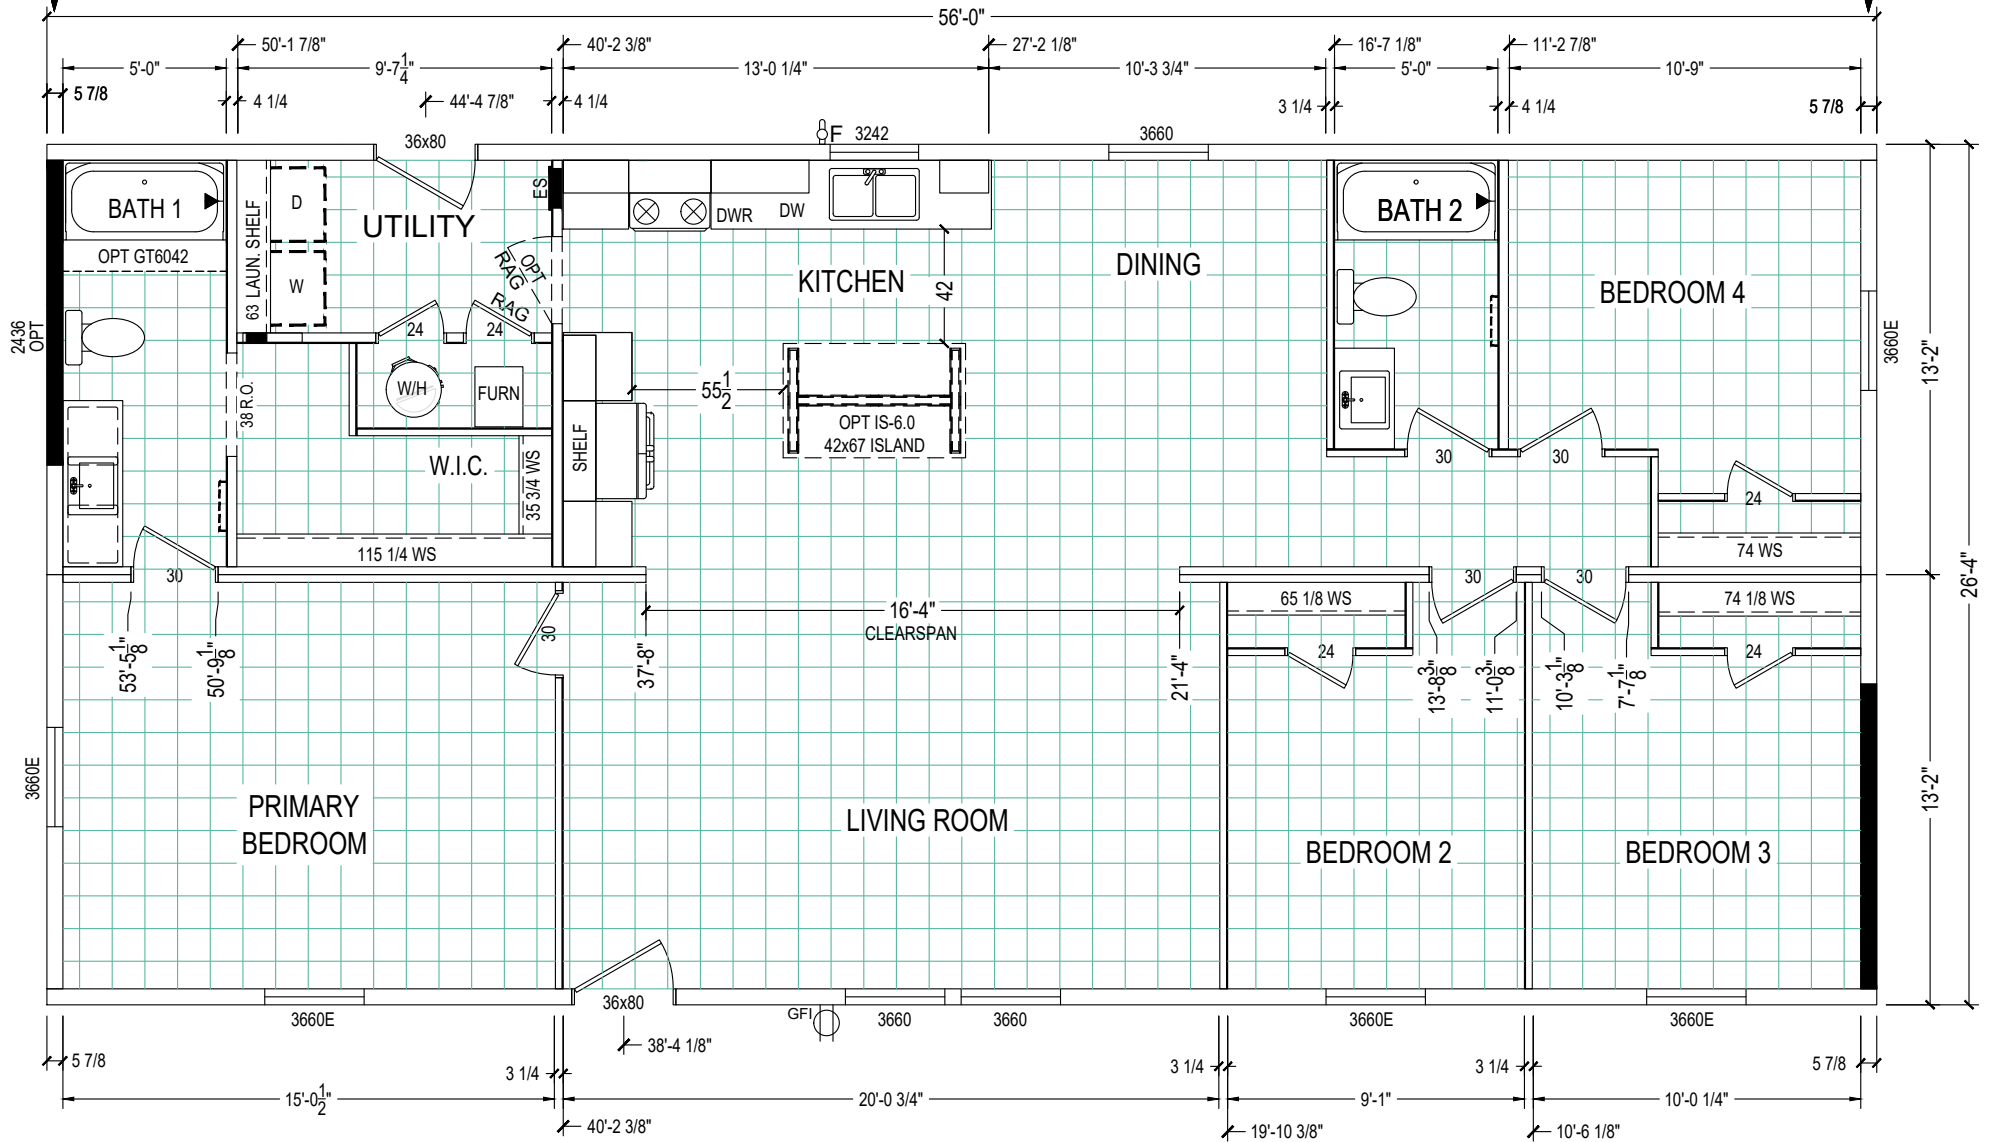 56'-0"
50'-1 7/8"
40'-2 3/8"
27'-2 1/8"
16'-7 1/8"
11'-2 7/8"
5'-0"
9'-7 1/4"
13'-0 1/4"
10'-3 3/4"
5'-0"
10'-9"
5 7/8
4 1/4
44'-4 7/8"
4 1/4
3 1/4
4 1/4
5 7/8
36x80
F
3242
3660
BATH 1
OPT GT6042
63 LAUN. SHELF
D
W
UTILITY
ES
OPT
RAG
RAG
24
24
DWR
DW
KITCHEN
42
DINING
BATH 2
BEDROOM 4
3660E
13'-2"
2436
OPT
38 R.O.
W/H
FURN
SHELF
55 1/2
OPT IS-6.0
42x67 ISLAND
W.I.C.
35 3/4 WS
115 1/4 WS
30
30
30
24
74 WS
26'-4"
30
53'-5 1/8"
50'-9 1/8"
30
16'-4"
CLEARSPAN
37'-8"
21'-4"
65 1/8 WS
24
30
13'-8 3/8"
11'-0 3/8"
10'-3 1/8"
7'-7 1/8"
74 1/8 WS
24
13'-2"
3660E
PRIMARY
BEDROOM
LIVING ROOM
BEDROOM 2
BEDROOM 3
3660E
36x80
GFI
3660
3660
3660E
3660E
5 7/8
3 1/4
38'-4 1/8"
3 1/4
3 1/4
5 7/8
15'-0 1/2"
20'-0 3/4"
9'-1"
10'-0 1/4"
40'-2 3/8"
19'-10 3/8"
10'-6 1/8"